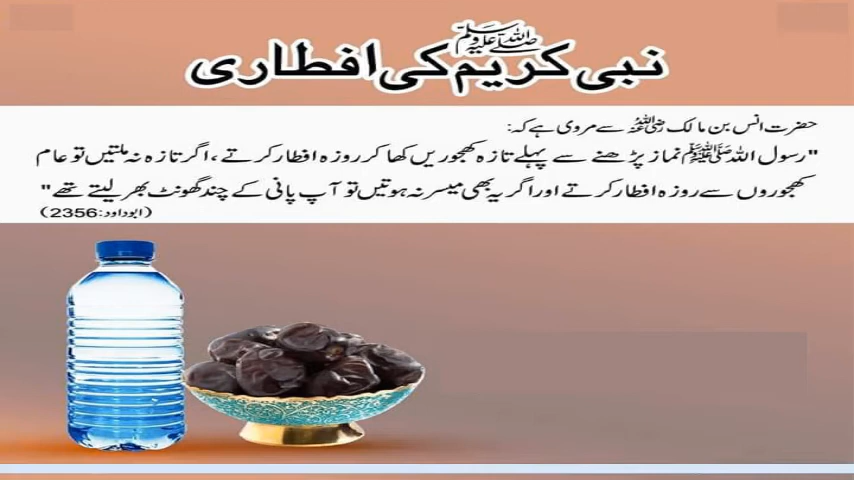 نبی کریم ﷺ کی افطاری
حضرت انس بن مالک رضی اللہ عنہ سے مروی ہے کہ:
"رسول اللہ ﷺ نماز پڑھنے سے پہلے تازہ کھجوریں کھا کر روزہ افطار کرتے، اگر تازہ نہ ملتیں تو عام
کھجوروں سے روزہ افطار کرتے اور اگر یہ بھی میسر نہ ہوتیں تو آپ پانی کے چند گھونٹ بھر لیتے تھے"
(ابوداود:2356)